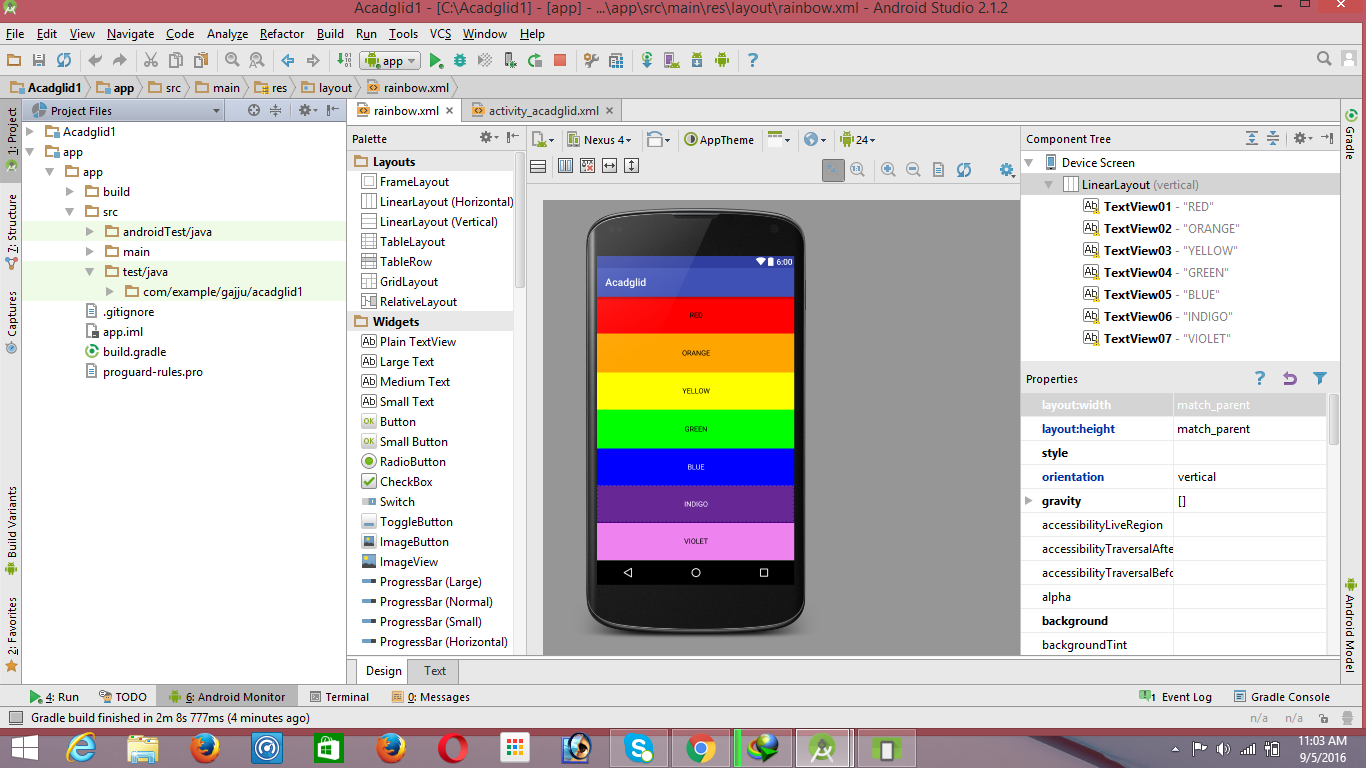 Acadglid1 - [C:\Acadglid1] - [app] - ...\app\src\main\res\layout\rainbow.xml - Android Studio 2.1.2
File Edit View Navigate Code Analyze Refactor Build Run Tools VCS Window Help
app
Acadglid1 app src main res layout rainbow.xml
1: Project
7: Structure
Captures
Build Variants
2: Favorites
Project Files
Acadglid1
app
app
build
src
androidTest/java
main
test/java
com/example/gajju/acadglid1
.gitignore
app.iml
build.gradle
proguard-rules.pro
rainbow.xml activity_acadglid.xml
Palette
Layouts
FrameLayout
LinearLayout (Horizontal)
LinearLayout (Vertical)
TableLayout
TableRow
GridLayout
RelativeLayout
Widgets
Plain TextView
Large Text
Medium Text
Small Text
Button
Small Button
RadioButton
CheckBox
Switch
ToggleButton
ImageButton
ImageView
ProgressBar (Large)
ProgressBar (Normal)
ProgressBar (Small)
ProgressBar (Horizontal)
Nexus 4 AppTheme 24
6:00
Acadglid
RED
ORANGE
YELLOW
GREEN
BLUE
INDIGO
VIOLET
Design Text
Component Tree
Device Screen
LinearLayout (vertical)
TextView01 - "RED"
TextView02 - "ORANGE"
TextView03 - "YELLOW"
TextView04 - "GREEN"
TextView05 - "BLUE"
TextView06 - "INDIGO"
TextView07 - "VIOLET"
Properties
layout:width match_parent
layout:height match_parent
style
orientation vertical
gravity []
accessibilityLiveRegion
accessibilityTraversalAfte
accessibilityTraversalBefo
alpha
background
backgroundTint
Gradle
Android Model
4: Run TODO 6: Android Monitor Terminal 0: Messages 1 Event Log Gradle Console
Gradle build finished in 2m 8s 777ms (4 minutes ago) n/a n/a
11:03 AM
9/5/2016